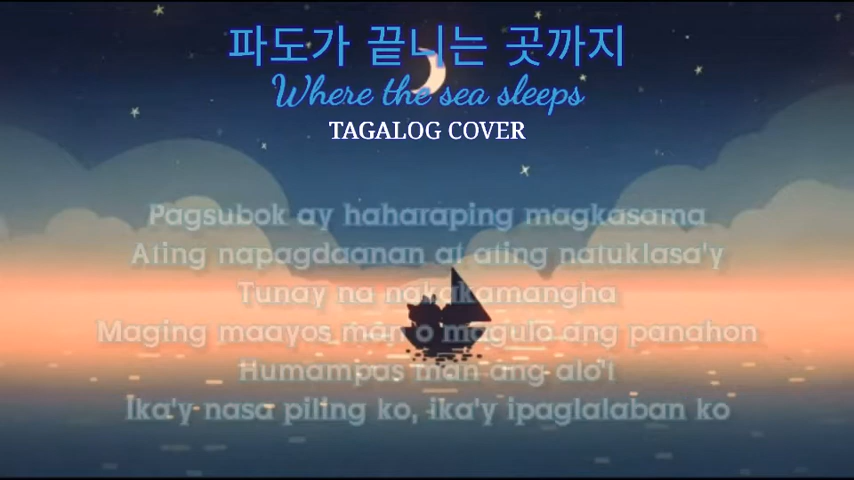 파도가 끝나는 곳까지
Where the sea sleeps
TAGALOG COVER
Pagsubok ay haharaping magkasama
Ating napagdaanan at ating natuklasa'y
Tunay na nakakamangha
Maging maayos man o magulo ang panahon
Humampas man ang alo'i
Ika'y nasa piling ko, ika'y ipaglalaban ko